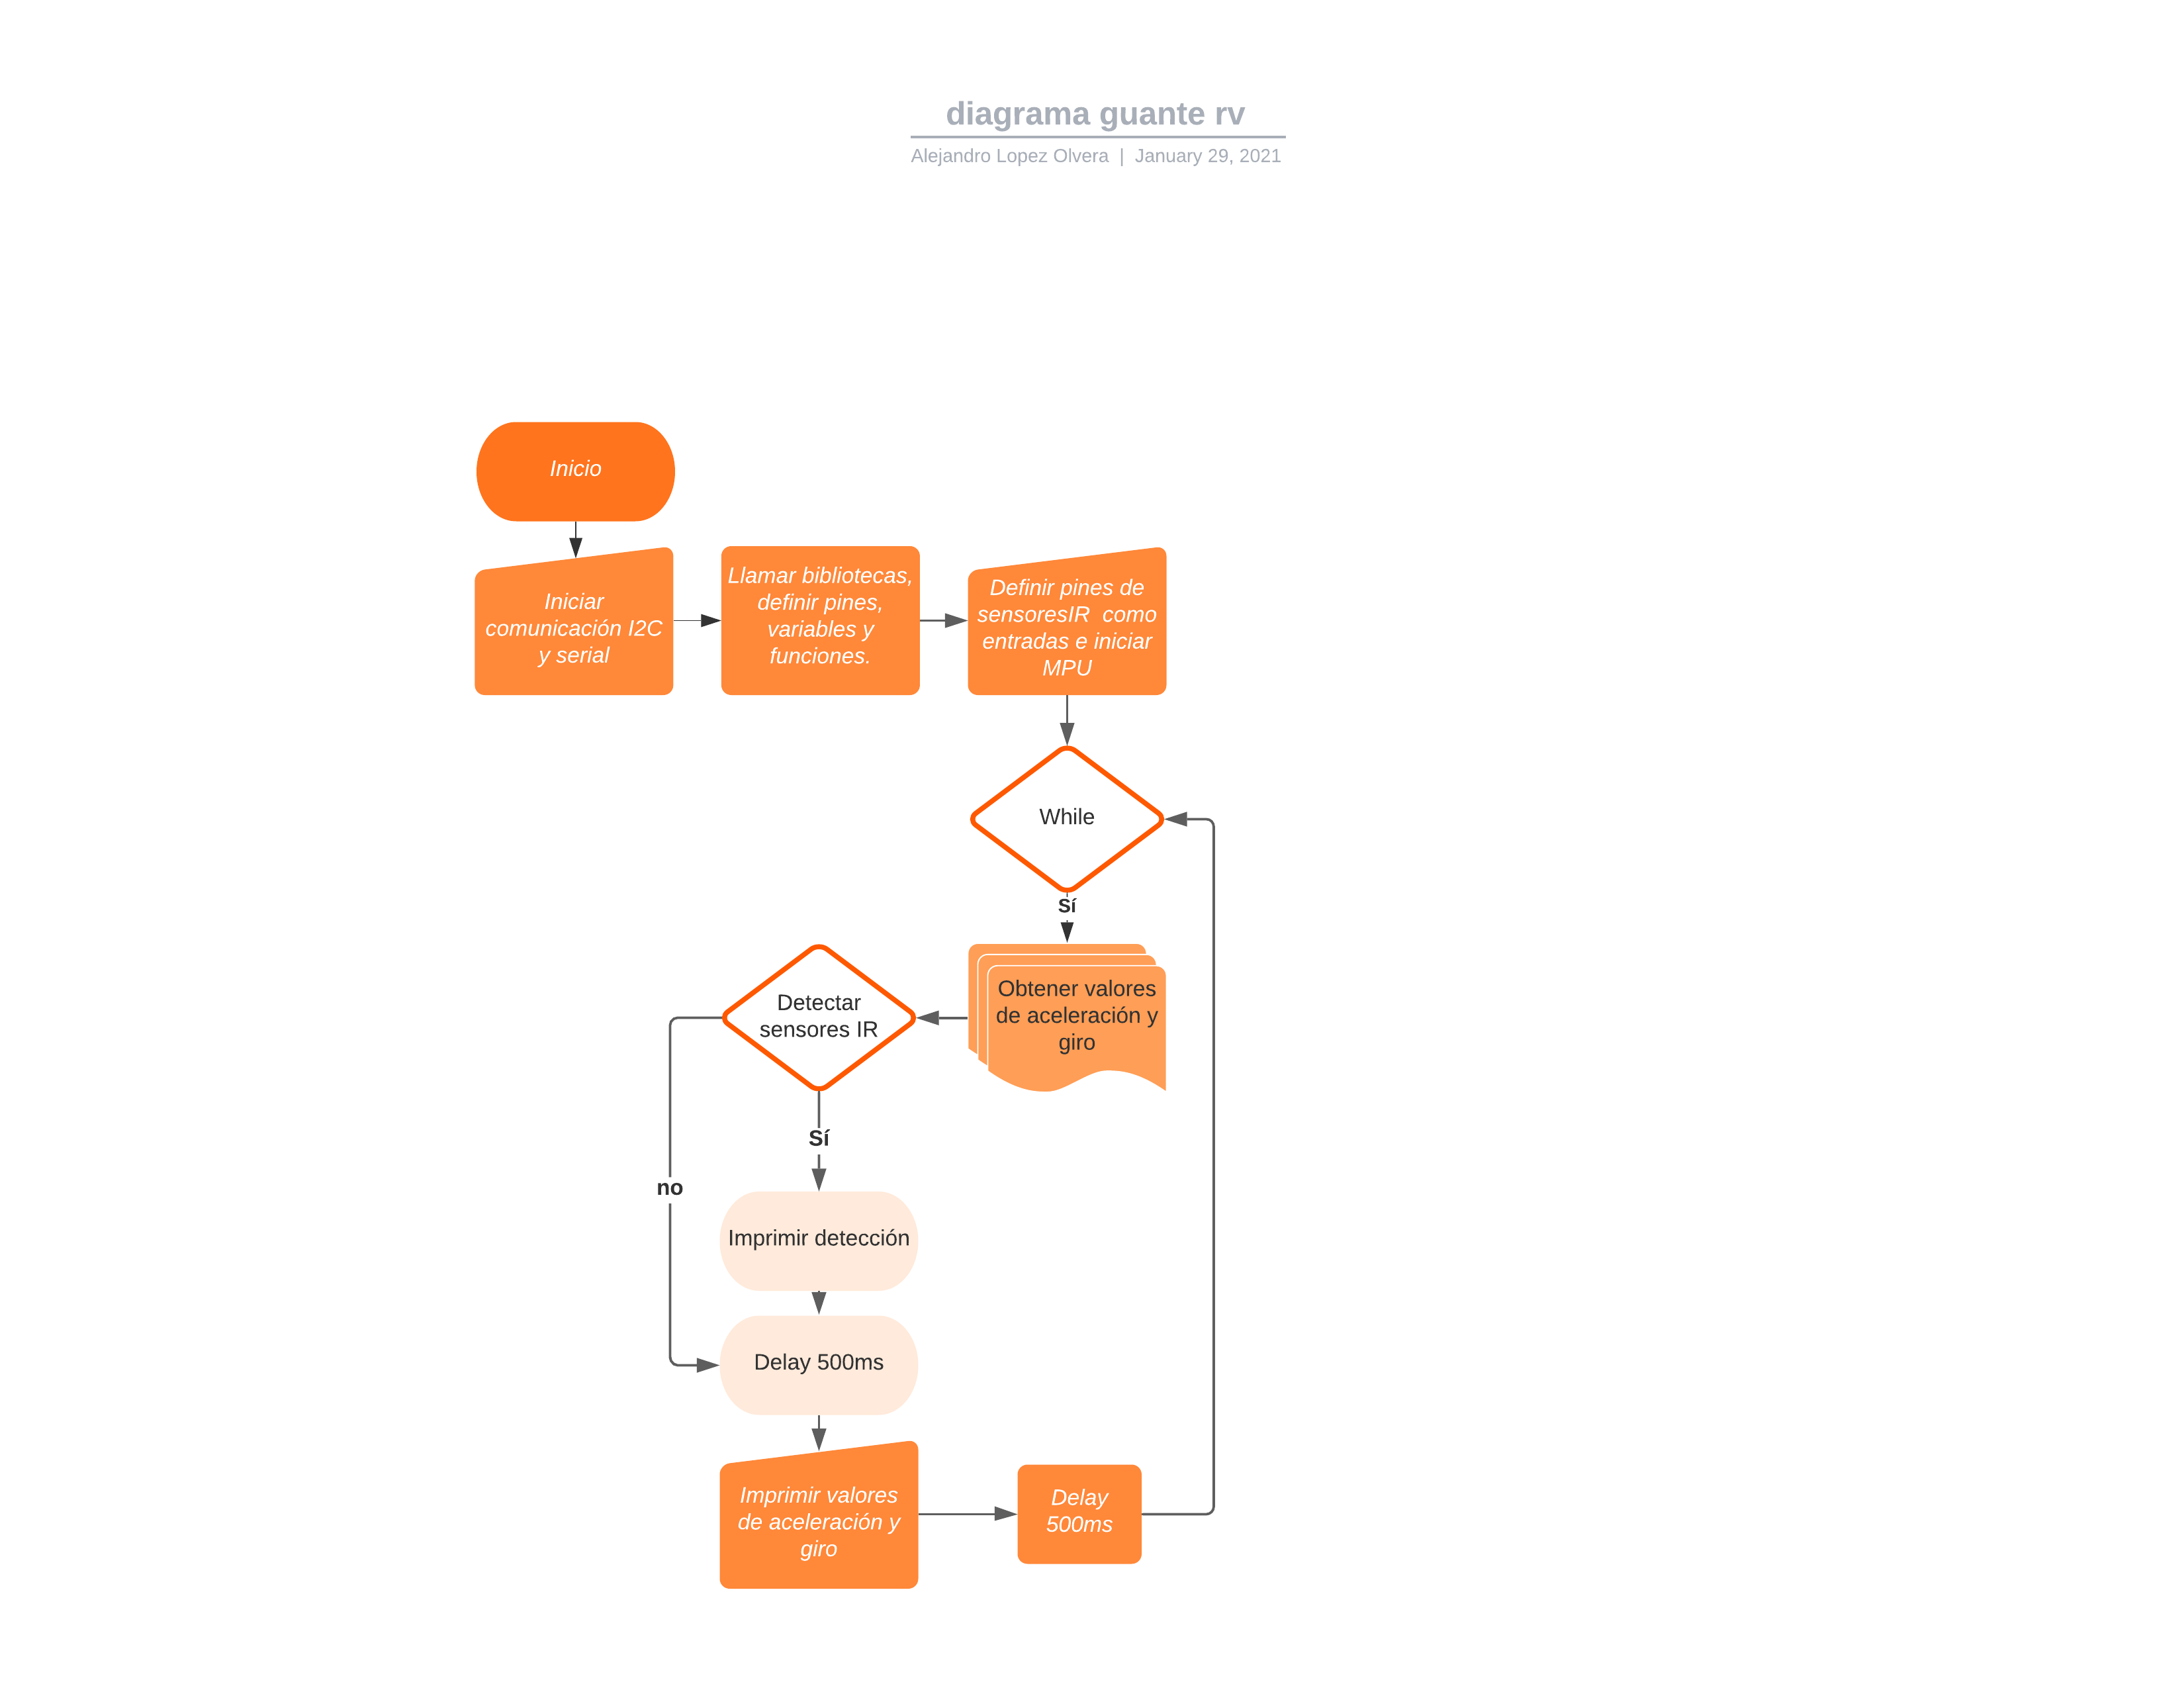 diagrama guante rv
Alejandro Lopez Olvera | January 29, 2021
Inicio
Iniciar
comunicación I2C
y serial
Llamar bibliotecas,
definir pines,
variables y
funciones.
Definir pines de
sensoresIR como
entradas e iniciar
MPU
While
Sí
Obtener valores
de aceleración y
giro
Detectar
sensores IR
Sí
no
Imprimir detección
Delay 500ms
Imprimir valores
de aceleración y
giro
Delay
500ms